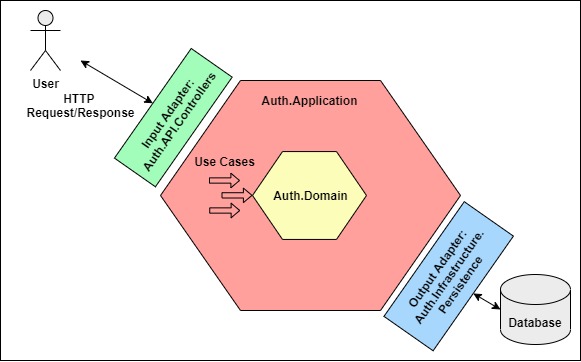 User
HTTP
Request/Response
Input Adapter:
Auth.API.Controllers
Auth.Application
Use Cases
Auth.Domain
Output Adapter:
Auth.Infrastructure.
Persistence
Database